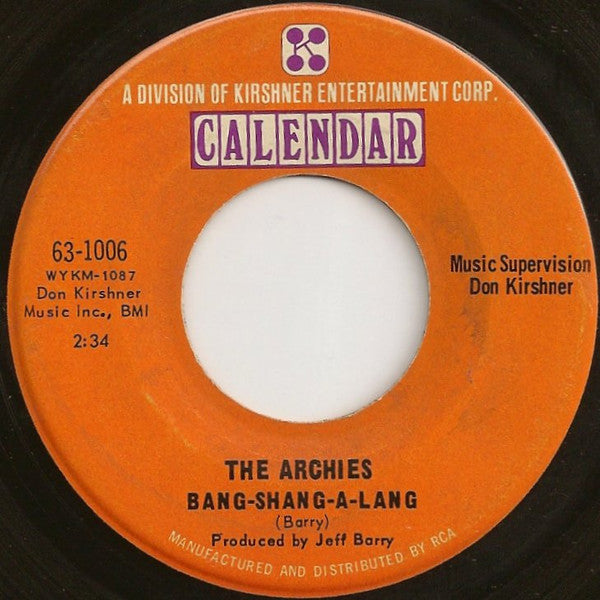 K
A DIVISION OF KIRSHNER ENTERTAINMENT CORP.
CALENDAR
63-1006
WYKM-1087
Don Kirshner
Music Inc., BMI
2:34
Music Supervision
Don Kirshner
THE ARCHIES
BANG-SHANG-A-LANG
(Barry)
Produced by Jeff Barry
MANUFACTURED AND DISTRIBUTED BY RCA